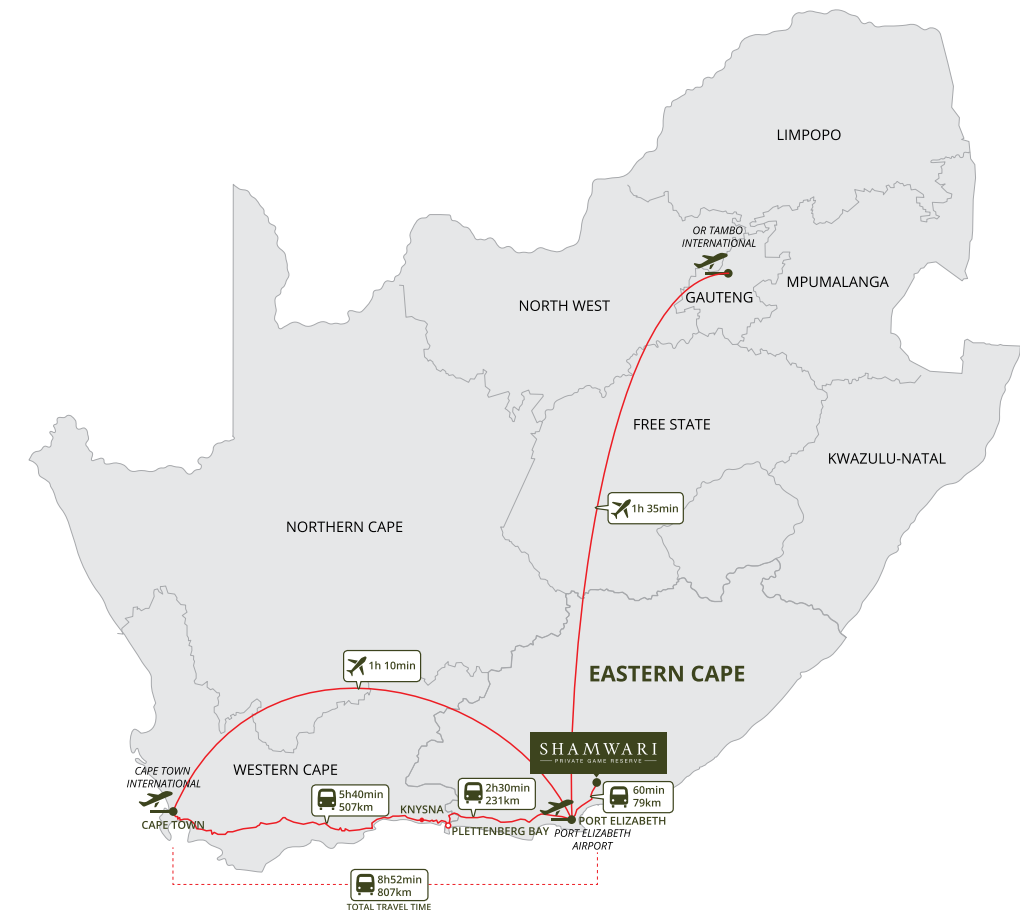 LIMPOPO
OR TAMBO
INTERNATIONAL
MPUMALANGA
GAUTENG
NORTH WEST
FREE STATE
KWAZULU-NATAL
1h 35min
NORTHERN CAPE
1h 10min
EASTERN CAPE
SHAMWARI
PRIVATE GAME RESERVE
WESTERN CAPE
CAPE TOWN
INTERNATIONAL
5h40min
507km
2h30min
231km
60min
79km
KNYSNA
CAPE TOWN
PLETTENBERG BAY
PORT ELIZABETH
PORT ELIZABETH
AIRPORT
8h52min
807km
TOTAL TRAVEL TIME